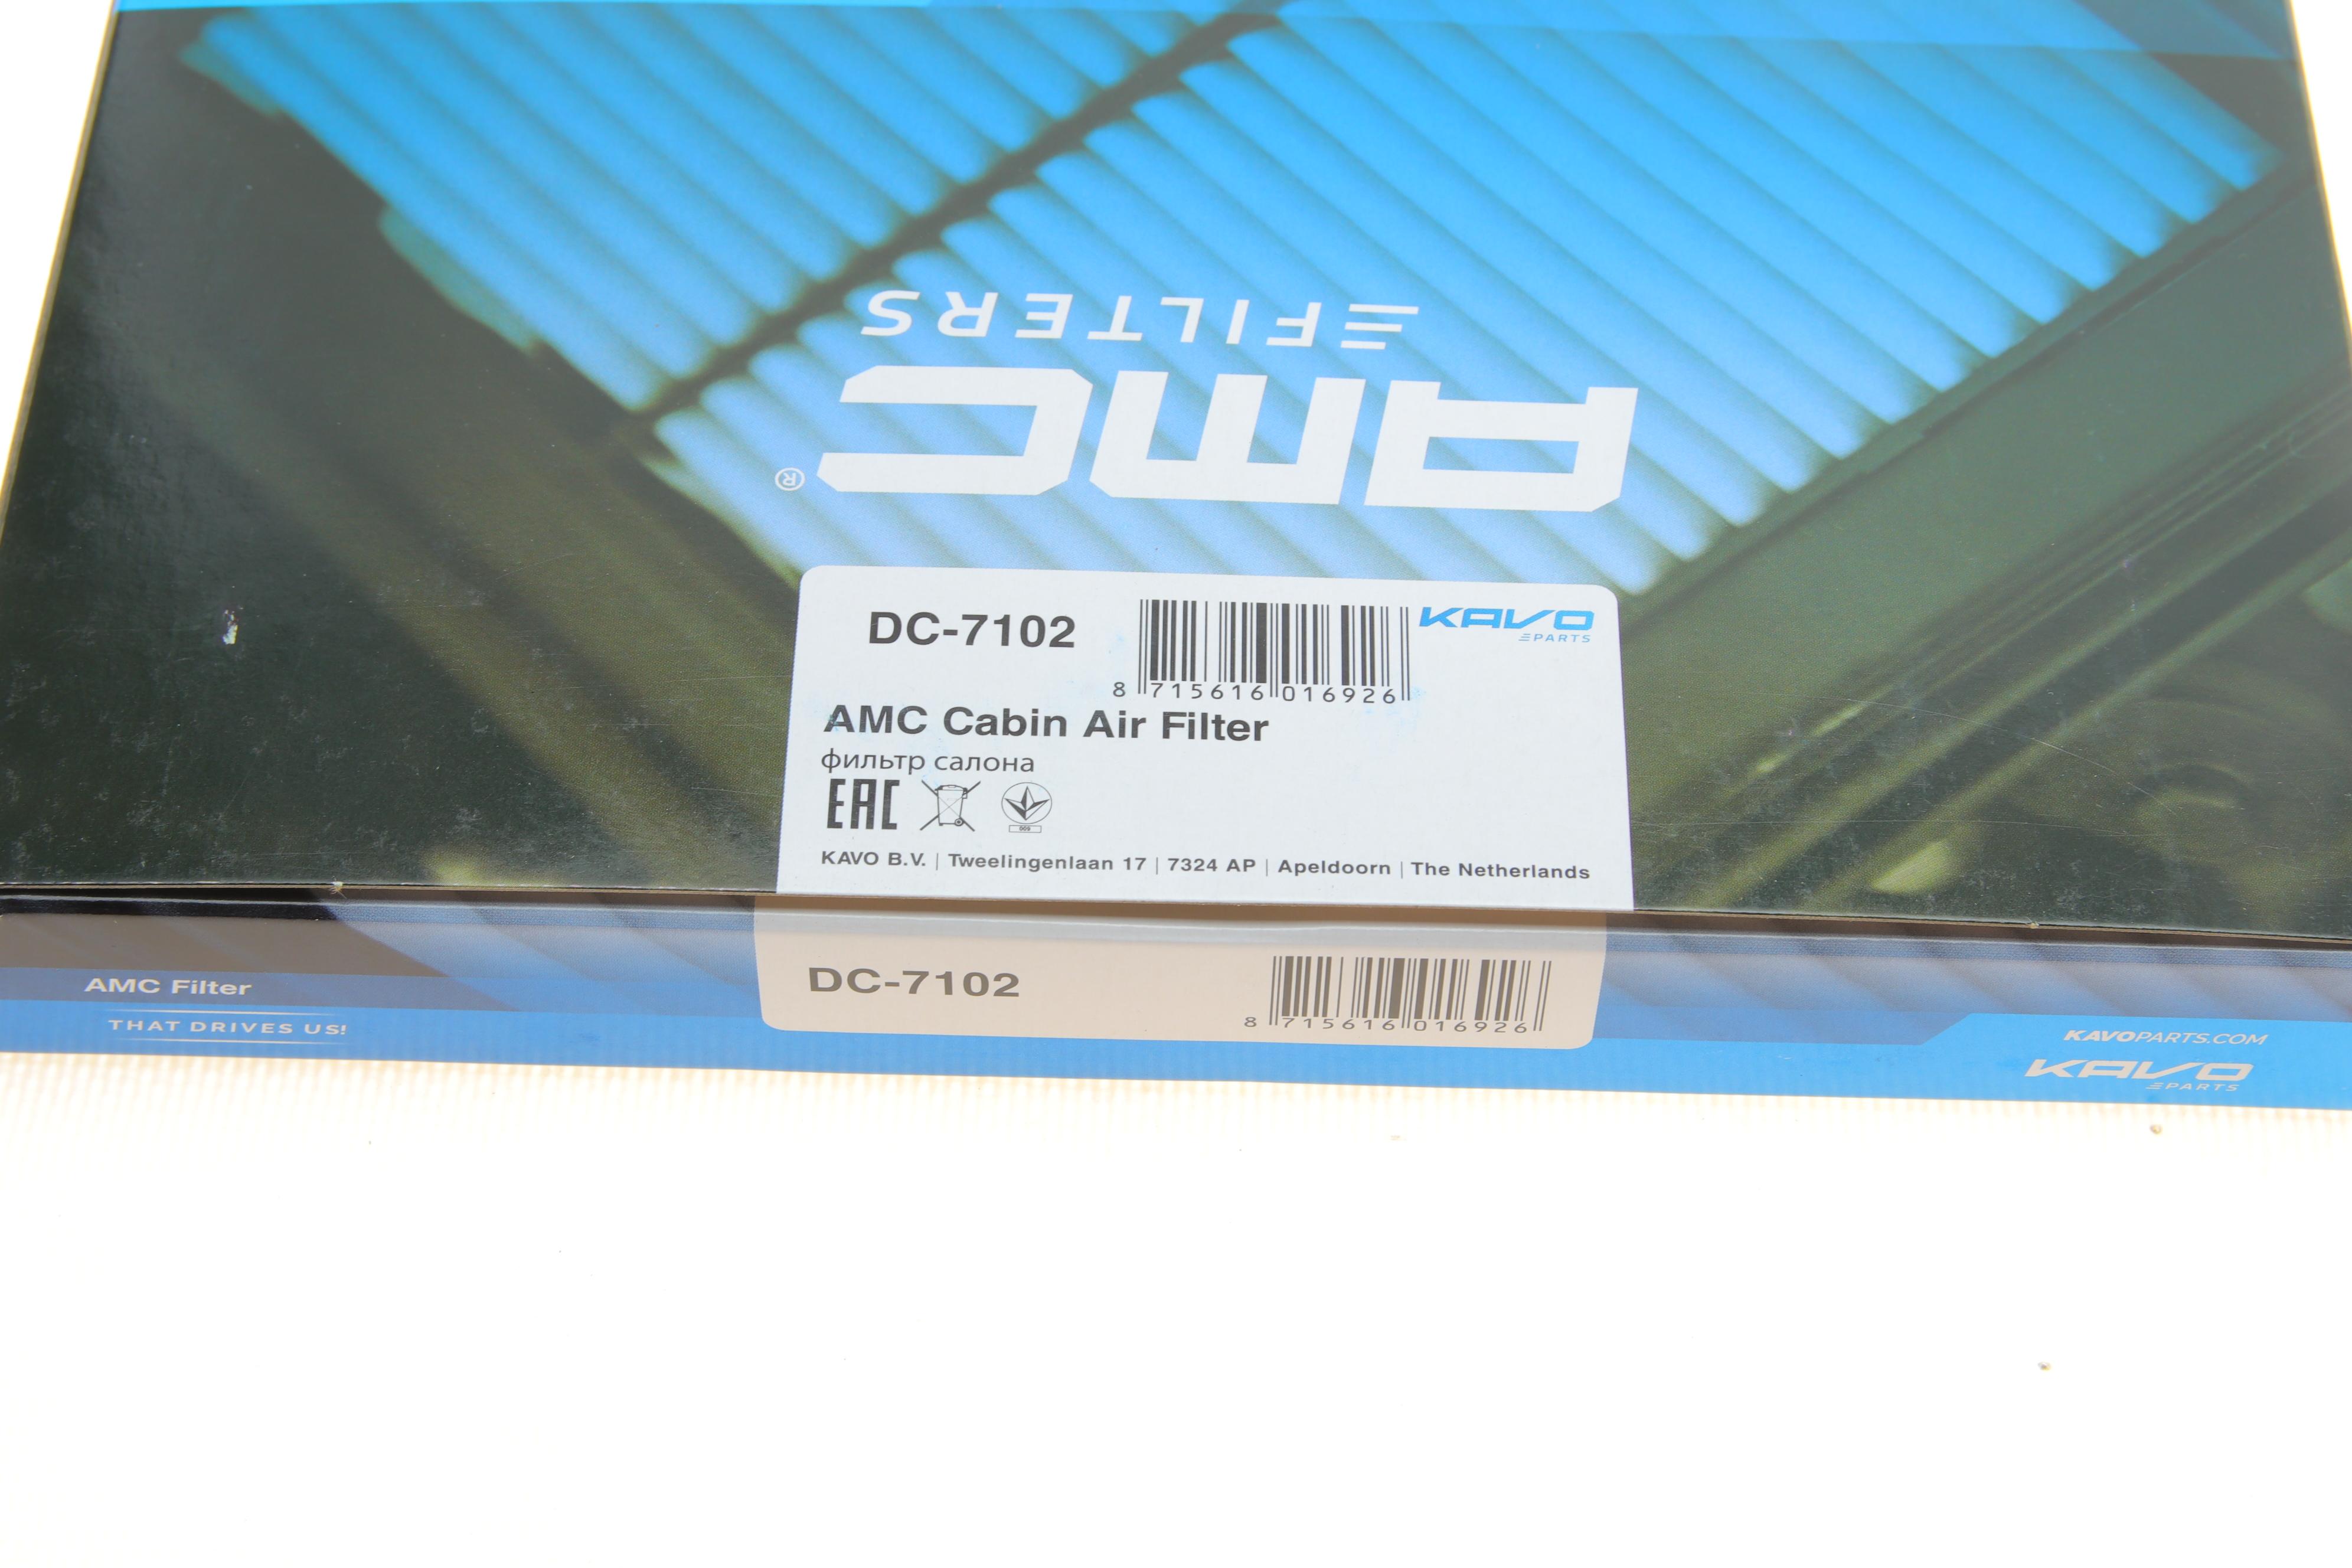 AMC®
FILTERS
DC-7102
8 715616 016926
KAVO
PARTS
AMC Cabin Air Filter
фильтр салона
EAC
009
KAVO B.V. | Tweelingenlaan 17 | 7324 AP | Apeldoorn | The Netherlands
DC-7102
8 715616 016926
AMC Filter
THAT DRIVES US!
KAVOPARTS.COM
KAVO
PARTS